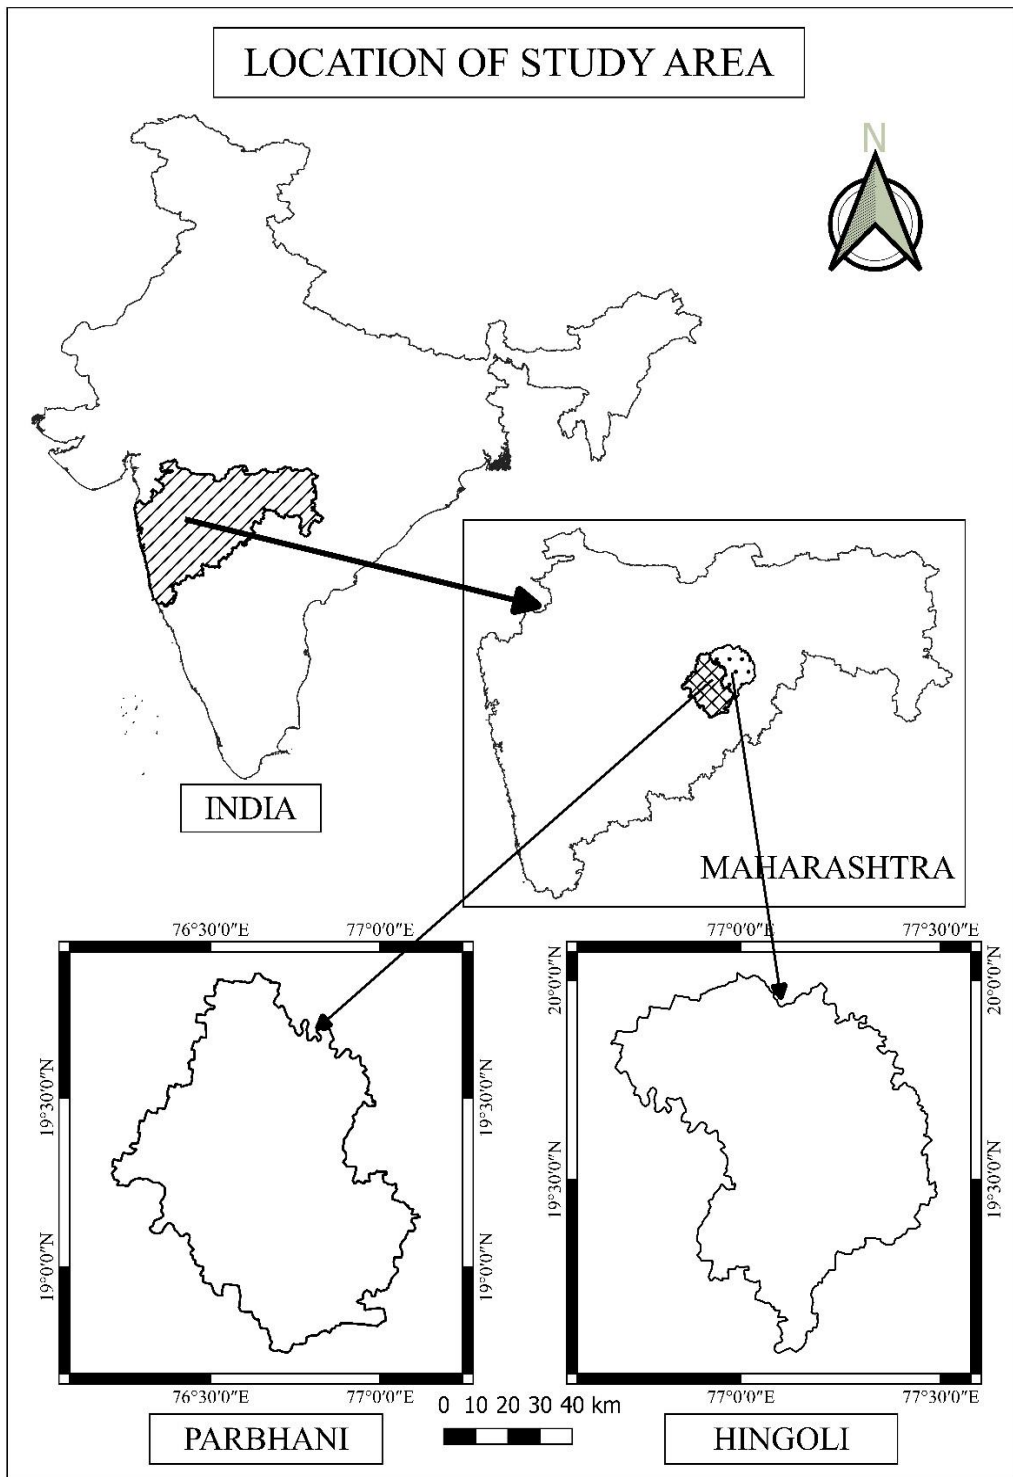 LOCATION OF STUDY AREA
N
INDIA
MAHARASHTRA
76°30′0″E 77°0′0″E
77°0′0″E 77°30′0″E
19°30′0″N
19°0′0″N
19°30′0″N
19°0′0″N
20°0′0″N
19°30′0″N
20°0′0″N
19°30′0″N
76°30′0″E 77°0′0″E
77°0′0″E 77°30′0″E
0 10 20 30 40 km
PARBHANI
HINGOLI